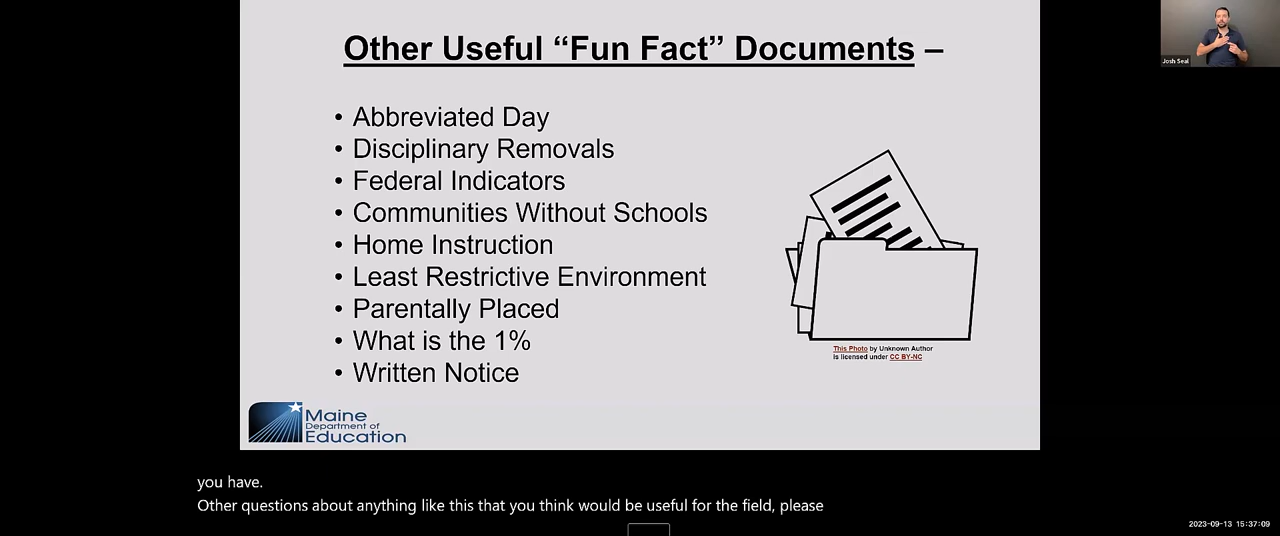 Other Useful “Fun Fact” Documents –
• Abbreviated Day
• Disciplinary Removals
• Federal Indicators
• Communities Without Schools
• Home Instruction
• Least Restrictive Environment
• Parentally Placed
• What is the 1%
• Written Notice
This Photo by Unknown Author
is licensed under CC BY-NC
Maine
Department of
Education
Josh Seal
you have.
Other questions about anything like this that you think would be useful for the field, please
2023-09-13 15:37:09